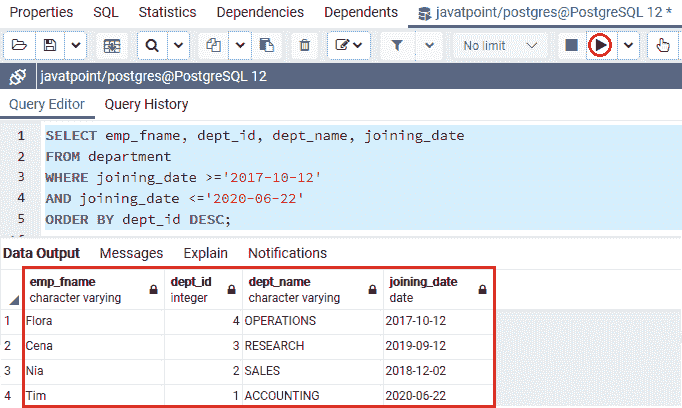 Properties SQL Statistics Dependencies Dependents javatpoint/postgres@PostgreSQL 12 *
No limit
javatpoint/postgres@PostgreSQL 12
Query Editor Query History
1 SELECT emp_fname, dept_id, dept_name, joining_date
2 FROM department
3 WHERE joining_date >='2017-10-12'
4 AND joining_date <='2020-06-22'
5 ORDER BY dept_id DESC;
Data Output Messages Explain Notifications
emp_fname dept_id dept_name joining_date
character varying integer character varying date
1 Flora 4 OPERATIONS 2017-10-12
2 Cena 3 RESEARCH 2019-09-12
3 Nia 2 SALES 2018-12-02
4 Tim 1 ACCOUNTING 2020-06-22